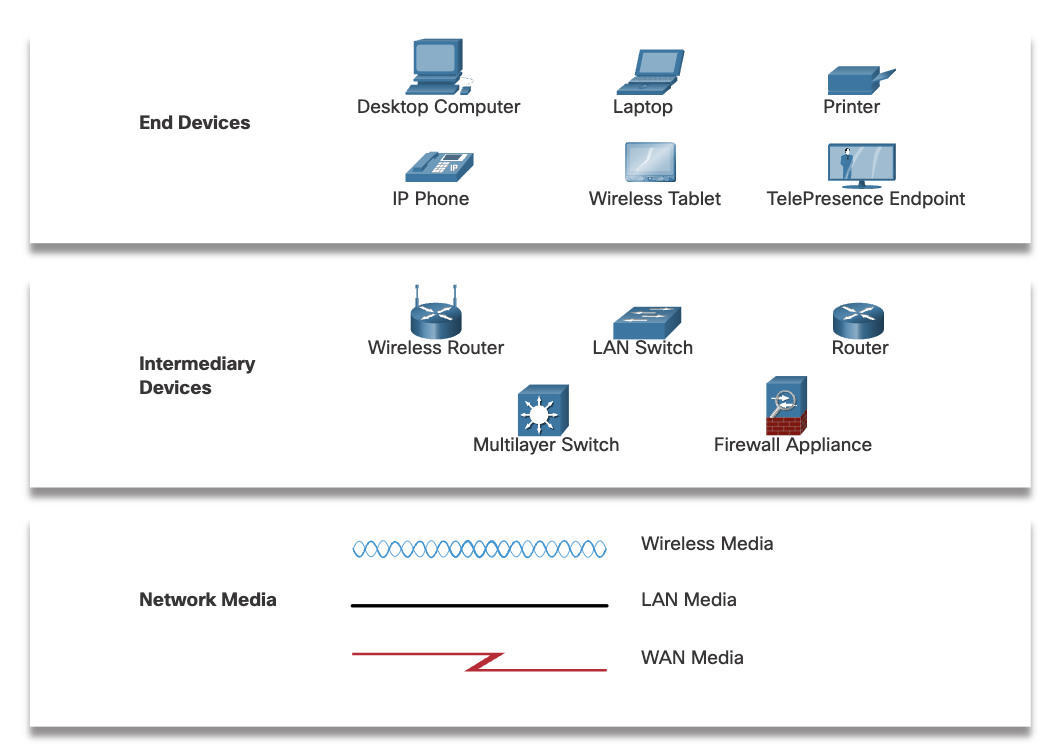 End Devices
Desktop Computer
Laptop
Printer
IP
IP Phone
Wireless Tablet
TelePresence Endpoint
Intermediary
Devices
Wireless Router
LAN Switch
Router
Multilayer Switch
Firewall Appliance
Network Media
Wireless Media
LAN Media
WAN Media